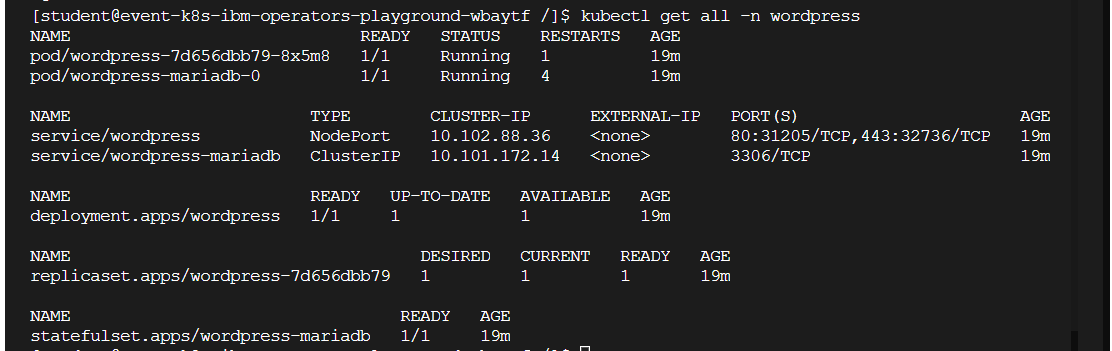 [student@event-k8s-ibm-operators-playground-wbaytf /]$ kubectl get all -n wordpress
NAME READY STATUS RESTARTS AGE
pod/wordpress-7d656dbb79-8x5m8 1/1 Running 1 19m
pod/wordpress-mariadb-0 1/1 Running 4 19m
NAME TYPE CLUSTER-IP EXTERNAL-IP PORT(S) AGE
service/wordpress NodePort 10.102.88.36 <none> 80:31205/TCP,443:32736/TCP 19m
service/wordpress-mariadb ClusterIP 10.101.172.14 <none> 3306/TCP 19m
NAME READY UP-TO-DATE AVAILABLE AGE
deployment.apps/wordpress 1/1 1 1 19m
NAME DESIRED CURRENT READY AGE
replicaset.apps/wordpress-7d656dbb79 1 1 1 19m
NAME READY AGE
statefulset.apps/wordpress-mariadb 1/1 19m